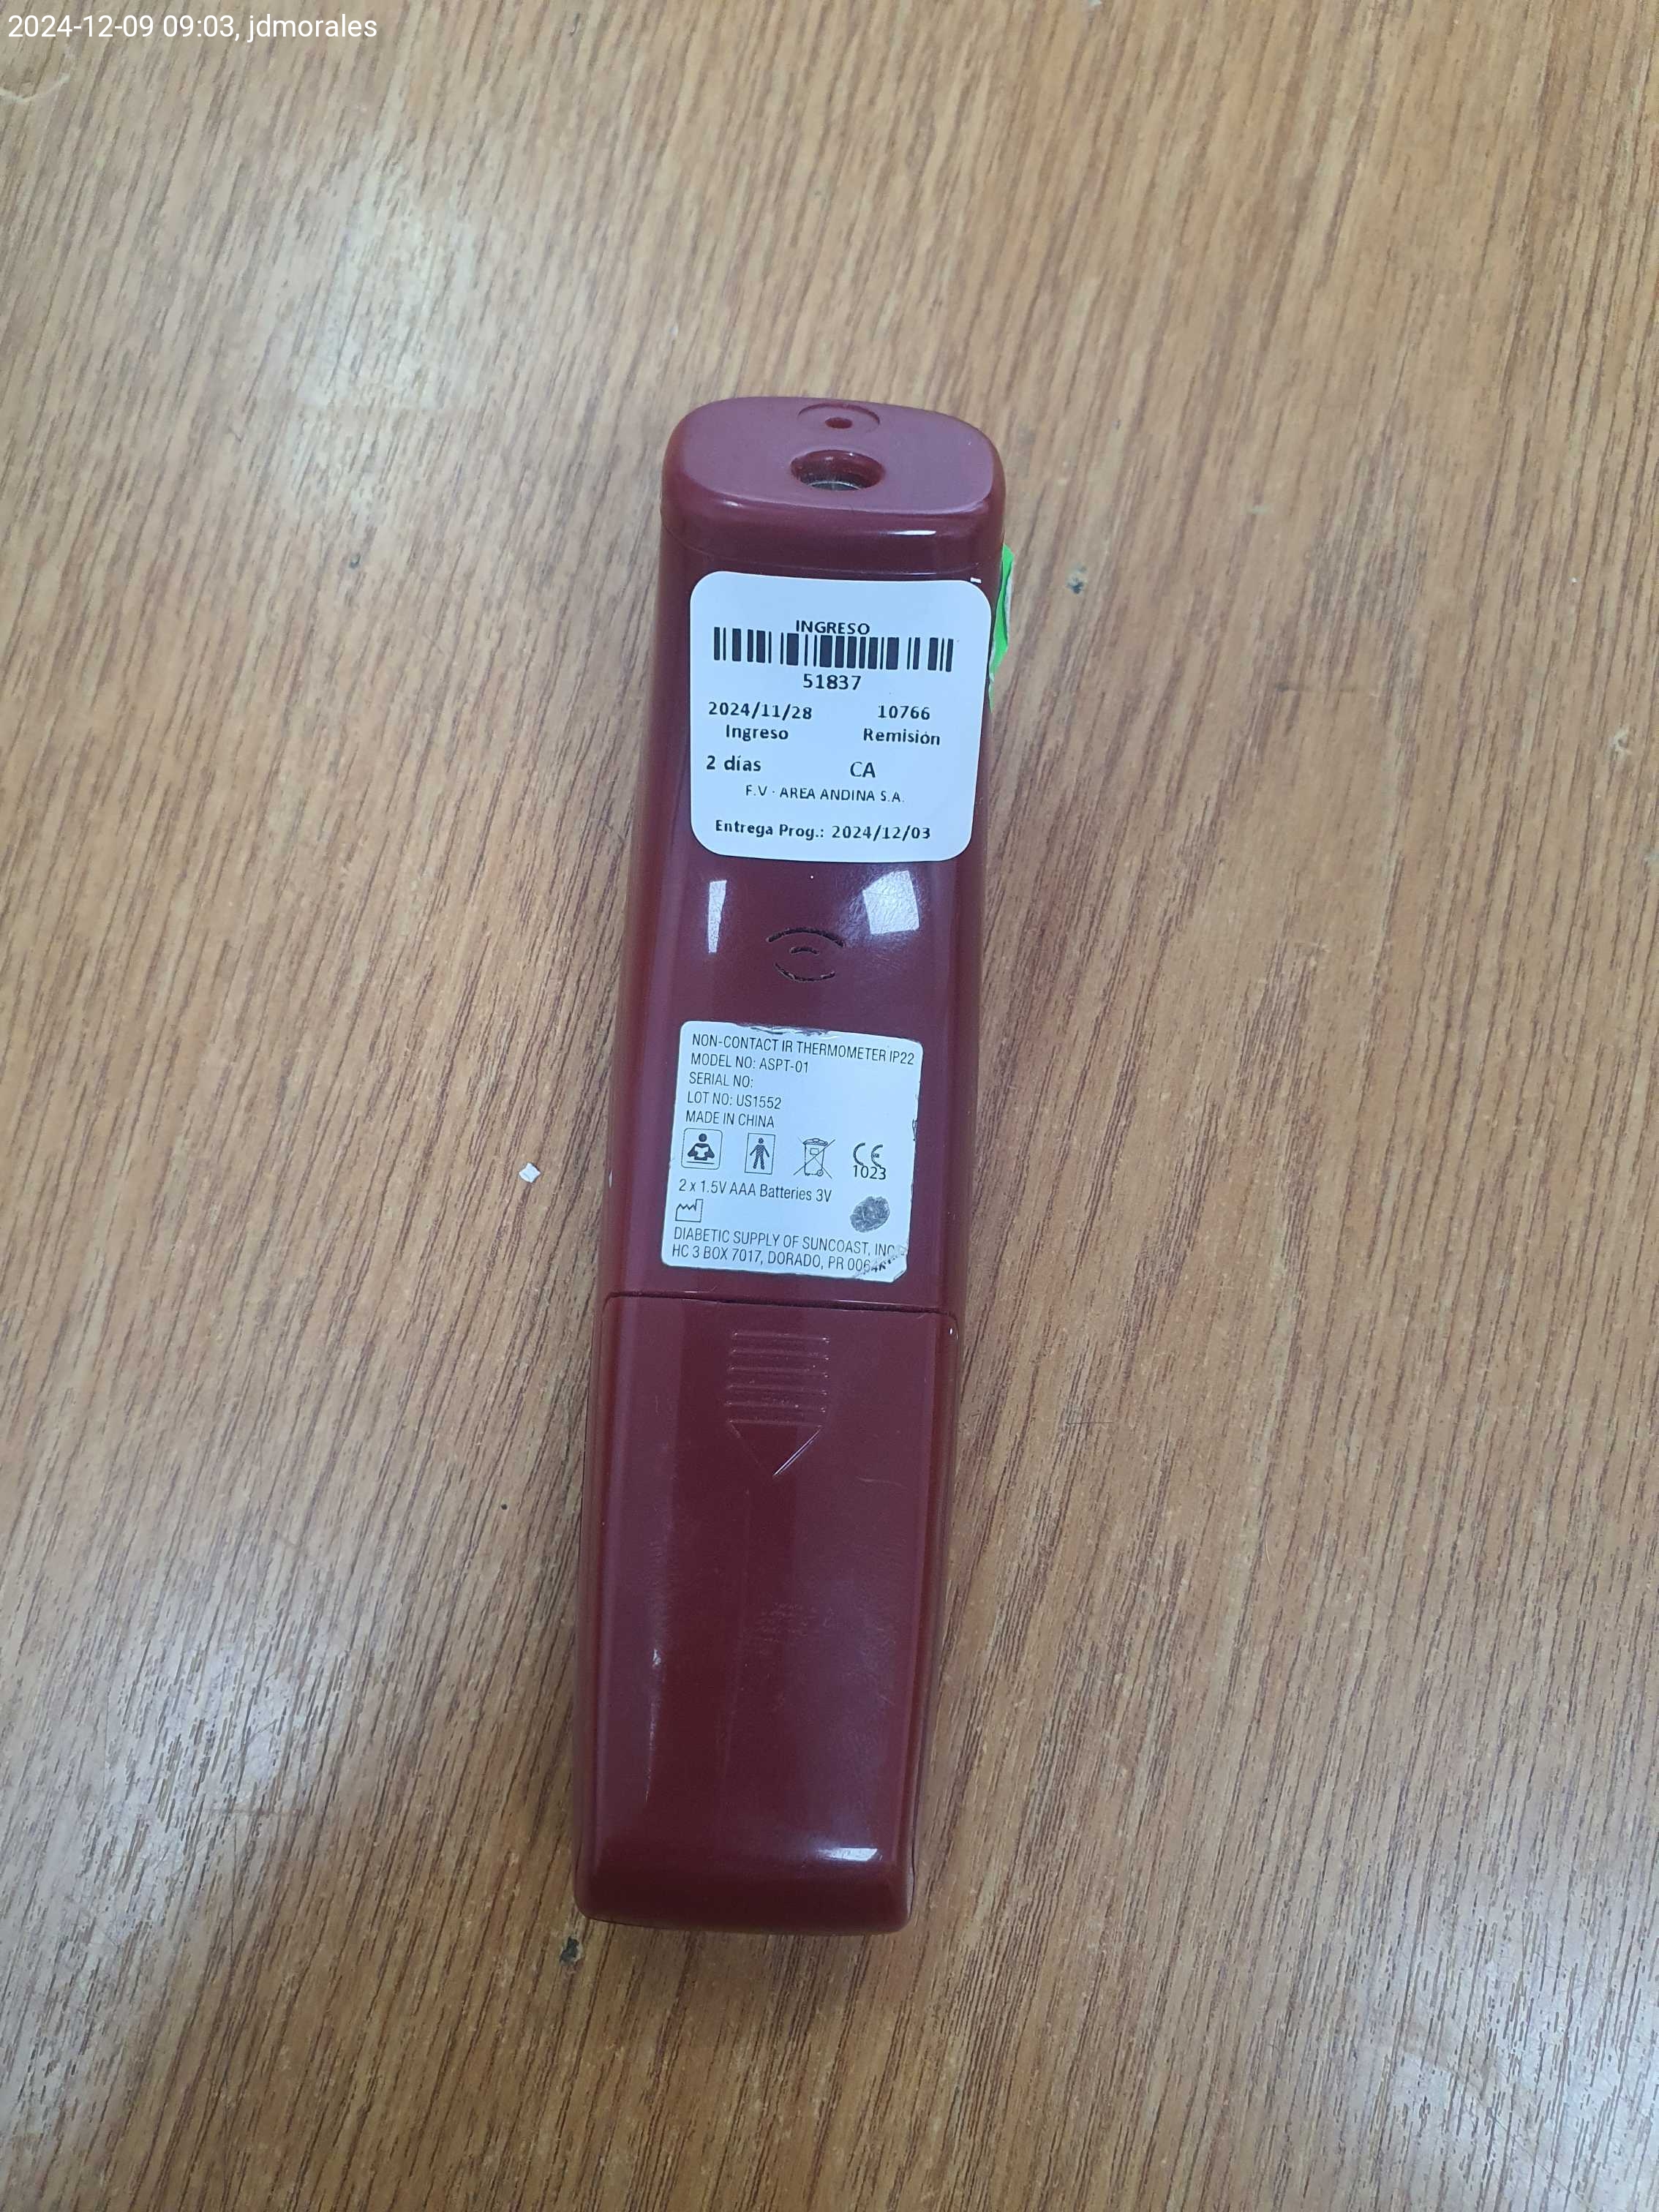 2024-12-09 09:03, jdmorales
INGRESO
51837
2024/11/28 10766
Ingreso Remisión
2 días CA
F.V - AREA ANDINA S.A.
Entrega Prog.: 2024/12/03
NON-CONTACT IR THERMOMETER IP22
MODEL NO: ASPT-01
SERIAL NO:
LOT NO: US1552
MADE IN CHINA
CE
1023
2 x 1.5V AAA Batteries 3V
DIABETIC SUPPLY OF SUNCOAST, INC
HC 3 BOX 7017, DORADO, PR